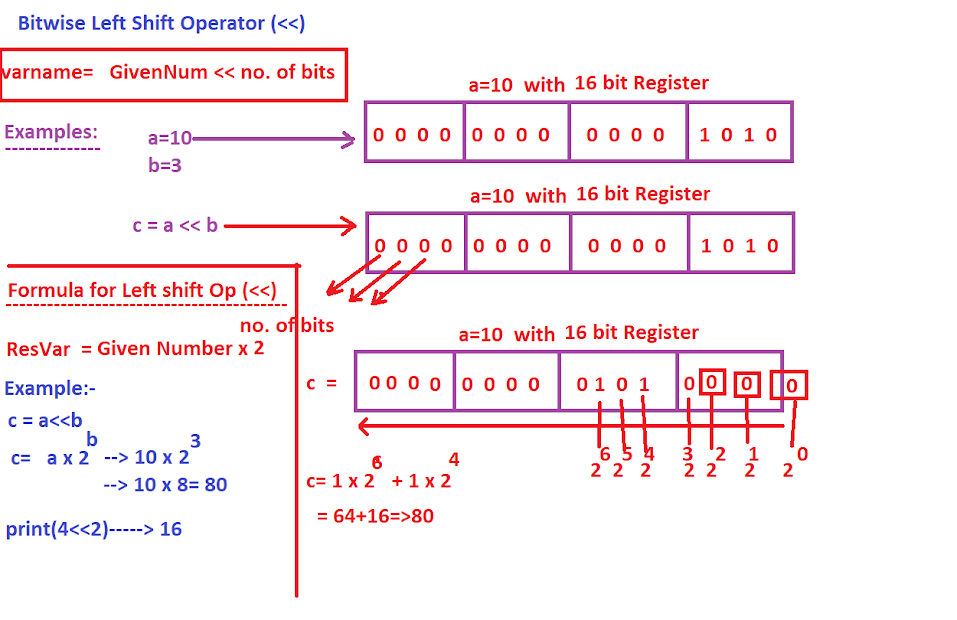 Bitwise Left Shift Operator (<<)
varname= GivenNum << no. of bits
a=10 with 16 bit Register
Examples:
a=10
0 0 0 0 0 0 0 0 0 0 0 0 1 0 1 0
b=3
a=10 with 16 bit Register
c = a << b
0 0 0 0 0 0 0 0 0 0 0 0 1 0 1 0
Formula for Left shift Op (<<)
no. of bits
ResVar = Given Number x 2
a=10 with 16 bit Register
c = 0 0 0 0 0 0 0 0 0 1 0 1 0 0 0 0
Example:-
c = a<<b
b 3
c= a x 2 --> 10 x 2
--> 10 x 8= 80
print(4<<2)-----> 16
6 5 4 3 2 1 0
2 2 2 2 2 2 2
6 4
c= 1 x 2 + 1 x 2
= 64+16=>80